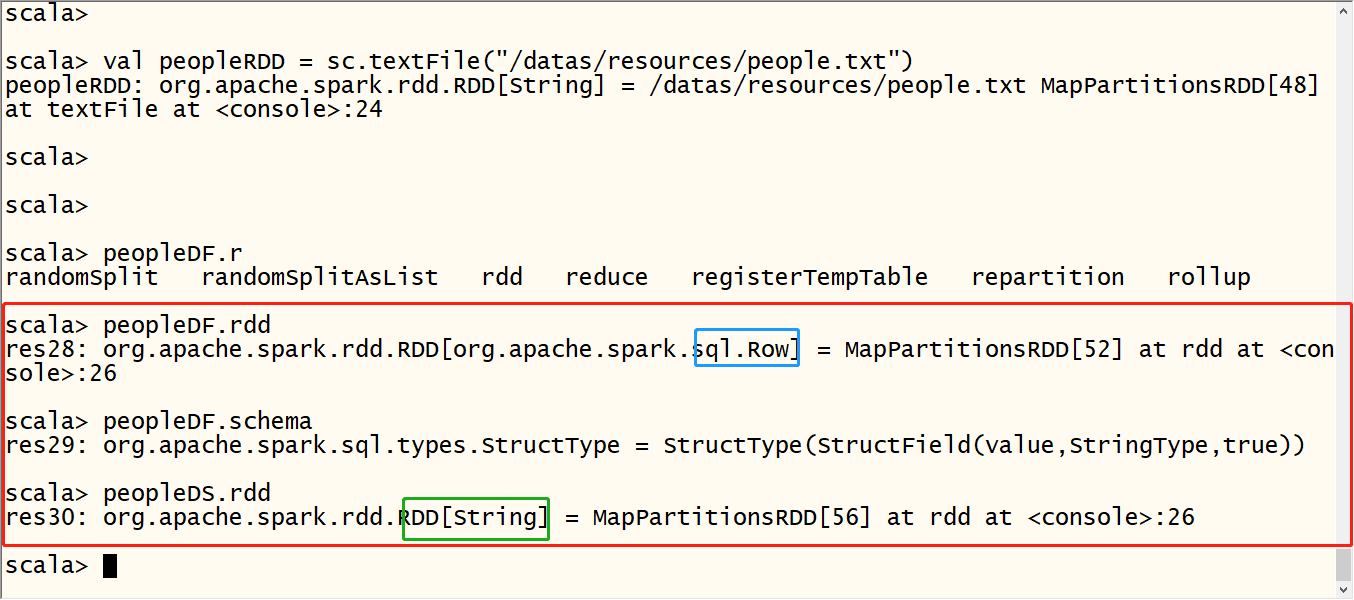 scala>
scala> val peopleRDD = sc.textFile("/datas/resources/people.txt")
peopleRDD: org.apache.spark.rdd.RDD[String] = /datas/resources/people.txt MapPartitionsRDD[48]
at textFile at <console>:24
scala>
scala>
scala> peopleDF.r
randomSplit   randomSplitAsList   rdd   reduce   registerTempTable   repartition   rollup
scala> peopleDF.rdd
res28: org.apache.spark.rdd.RDD[org.apache.spark.sql.Row] = MapPartitionsRDD[52] at rdd at <con
sole>:26
scala> peopleDF.schema
res29: org.apache.spark.sql.types.StructType = StructType(StructField(value,StringType,true))
scala> peopleDS.rdd
res30: org.apache.spark.rdd.RDD[String] = MapPartitionsRDD[56] at rdd at <console>:26
scala>